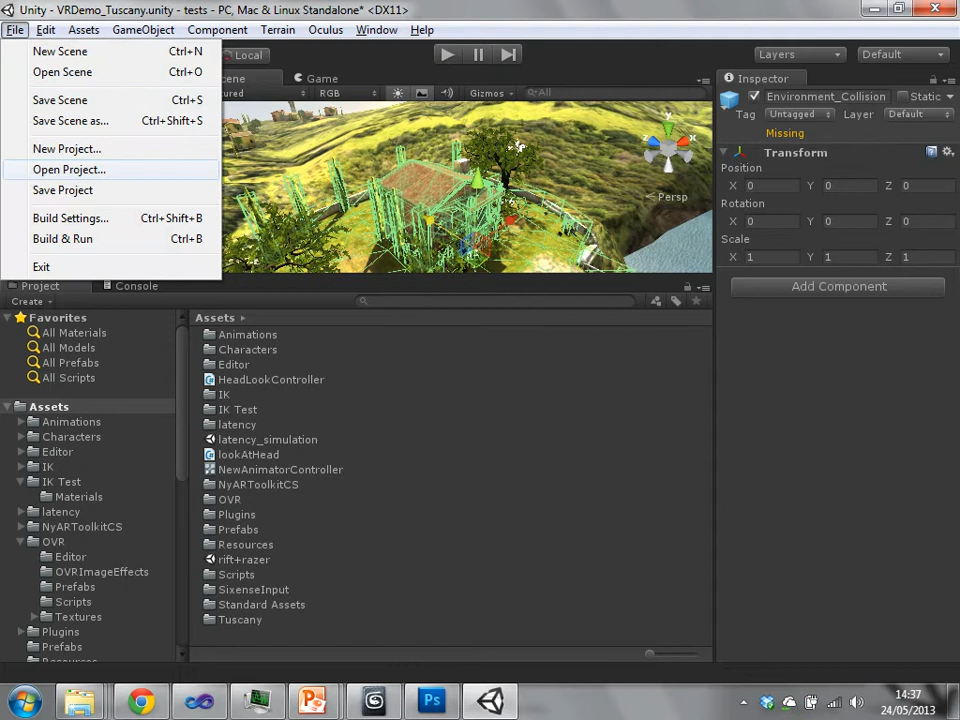 Unity - VRDemo_Tuscany.unity - tests - PC, Mac & Linux Standalone* <DX11>
File Edit Assets GameObject Component Terrain Oculus Window Help
New Scene Ctrl+N
Open Scene Ctrl+O
Save Scene Ctrl+S
Save Scene as... Ctrl+Shift+S
New Project...
Open Project...
Save Project
Build Settings... Ctrl+Shift+B
Build & Run Ctrl+B
Exit
Local
Layers Default
cene Game
ured RGB Gizmos All
Persp
x
y
Inspector
Environment_Collision Static
Tag Untagged Layer Default
Missing
Transform
Position
X 0 Y 0 Z 0
Rotation
X 0 Y 0 Z 0
Scale
X 1 Y 1 Z 1
Add Component
Project Console
Create
Favorites
All Materials
All Models
All Prefabs
All Scripts
Assets
Animations
Characters
Editor
IK
IK Test
Materials
latency
NyARToolkitCS
OVR
Editor
OVRImageEffects
Prefabs
Scripts
Textures
Plugins
Prefabs
Resources
Assets
Animations
Characters
Editor
HeadLookController
IK
IK Test
latency
latency_simulation
lookAtHead
NewAnimatorController
NyARToolkitCS
OVR
Plugins
Prefabs
Resources
rift+razer
Scripts
SixenseInput
Standard Assets
Tuscany
Ps
14:37
24/05/2013